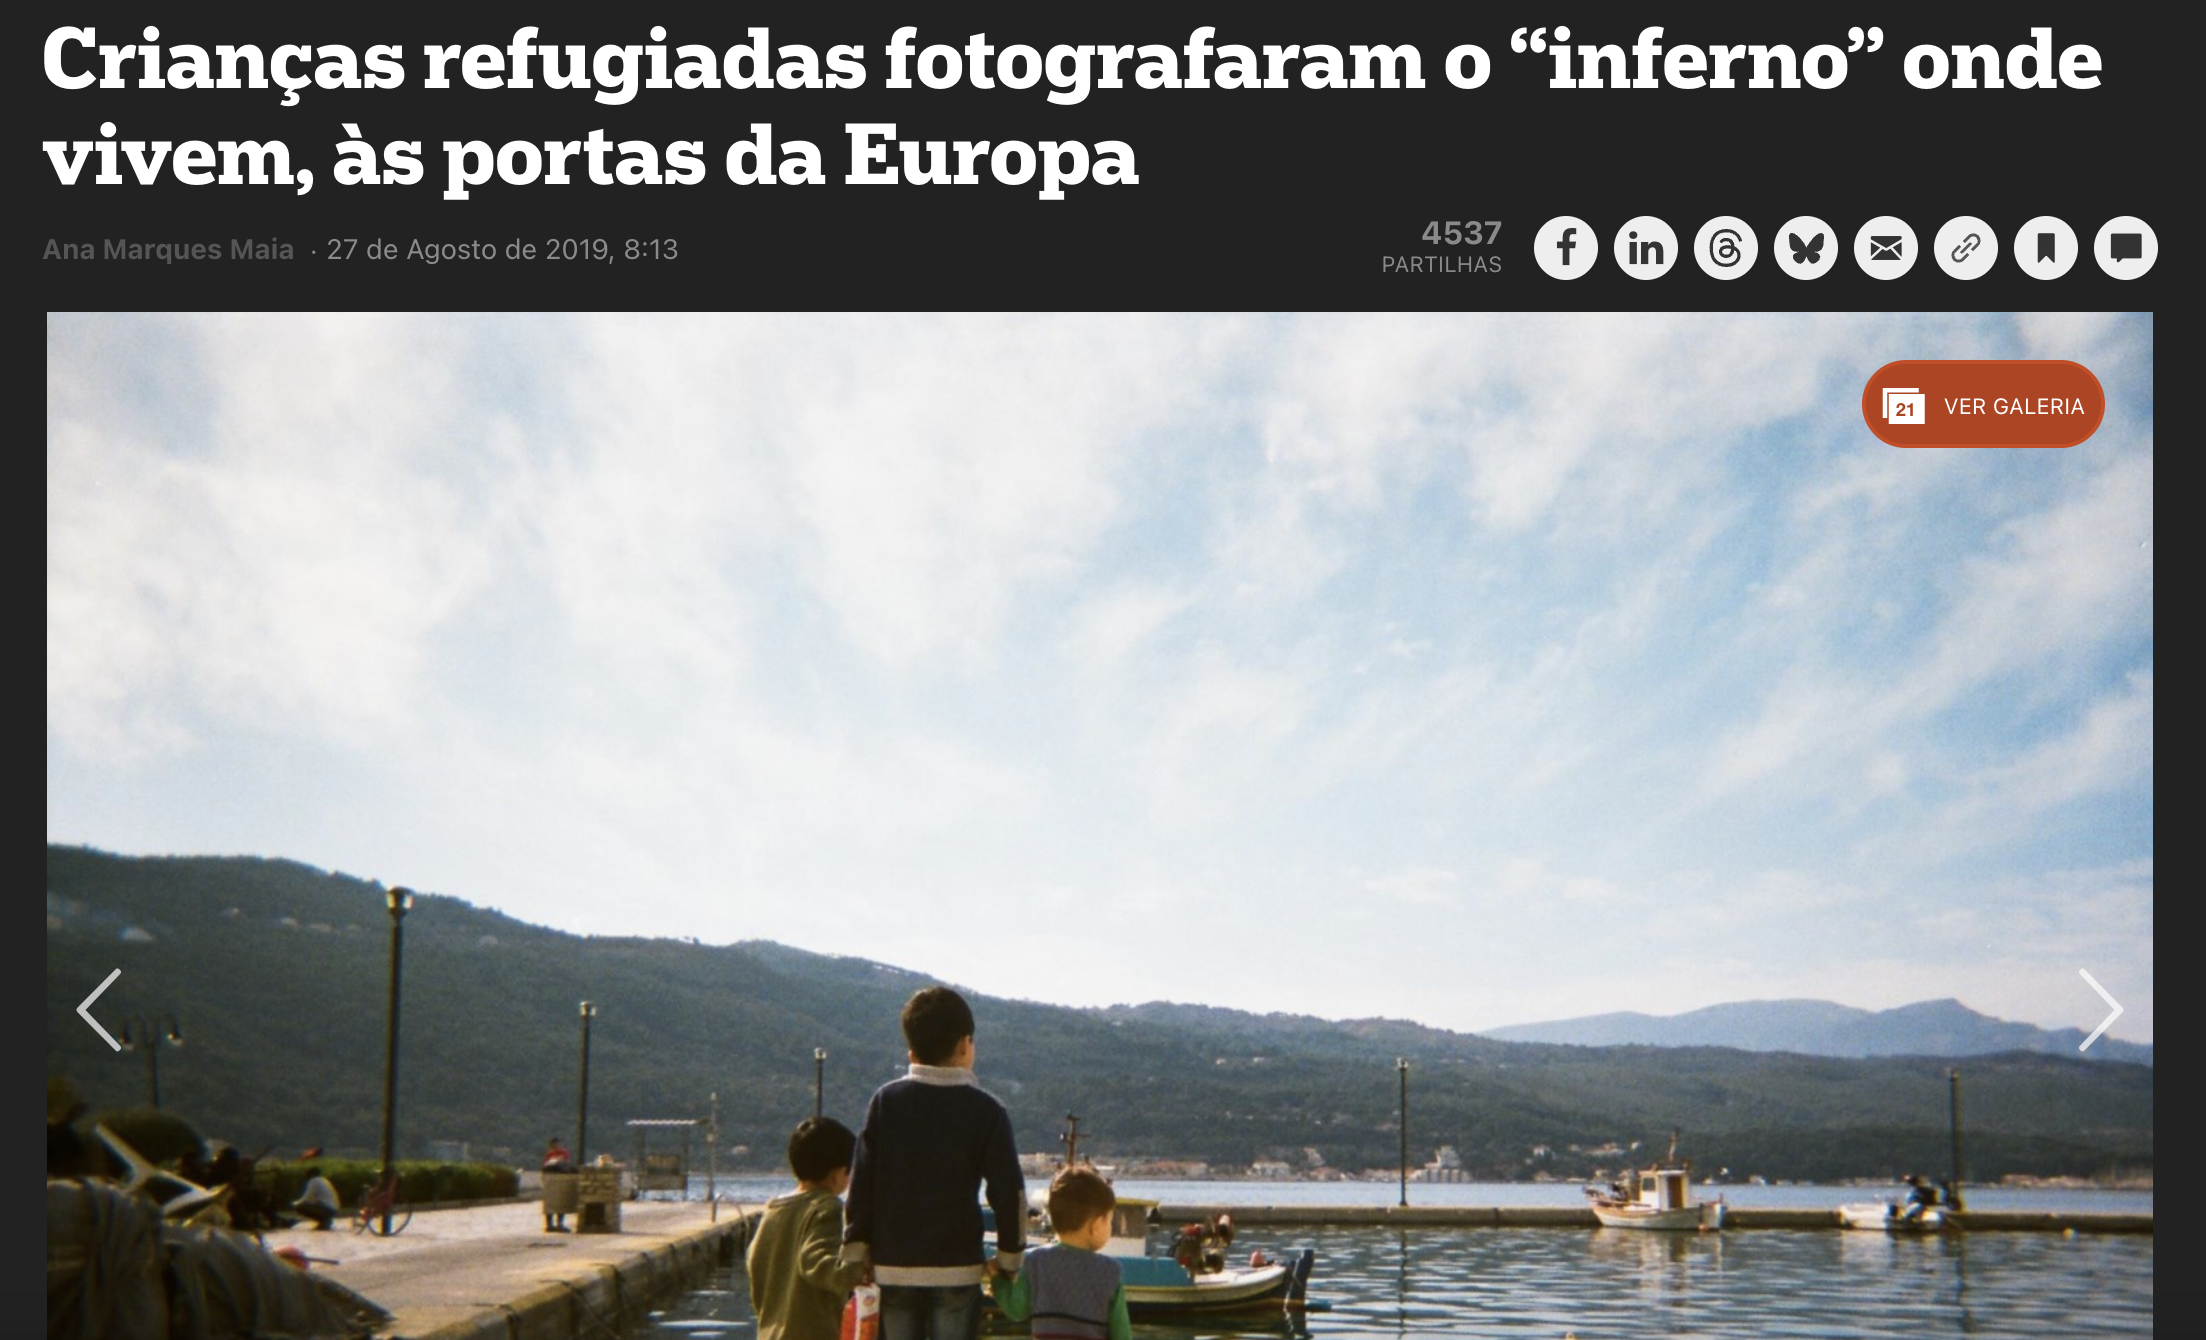 Crianças refugiadas fotografaram o “inferno” onde
vivem, às portas da Europa
Ana Marques Maia · 27 de Agosto de 2019, 8:13
4537
PARTILHAS
21 VER GALERIA